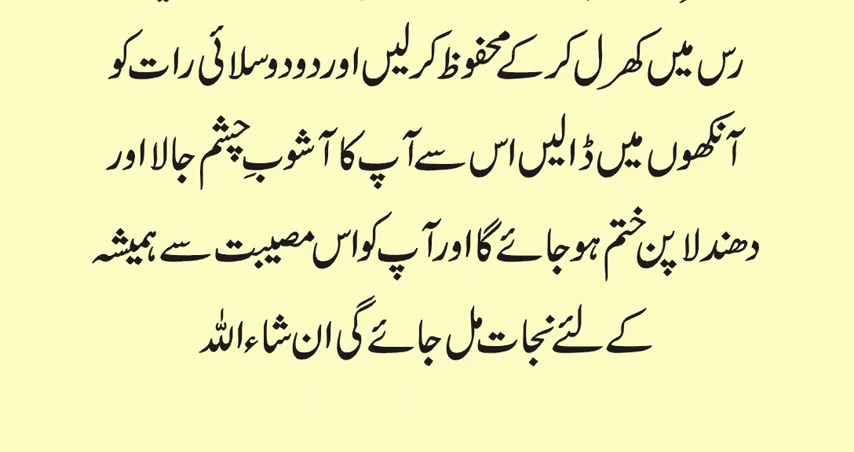 رس میں کھرل کر کے محفوظ کرلیں اور دو دو سلائی رات کو
آنکھوں میں ڈالیں اس سے آپ کا آشوبِ چشم جالا اور
دھندلا پن ختم ہو جائے گا اور آپ کو اس مصیبت سے ہمیشہ
کے لئے نجات مل جائے گی ان شاء اللہ